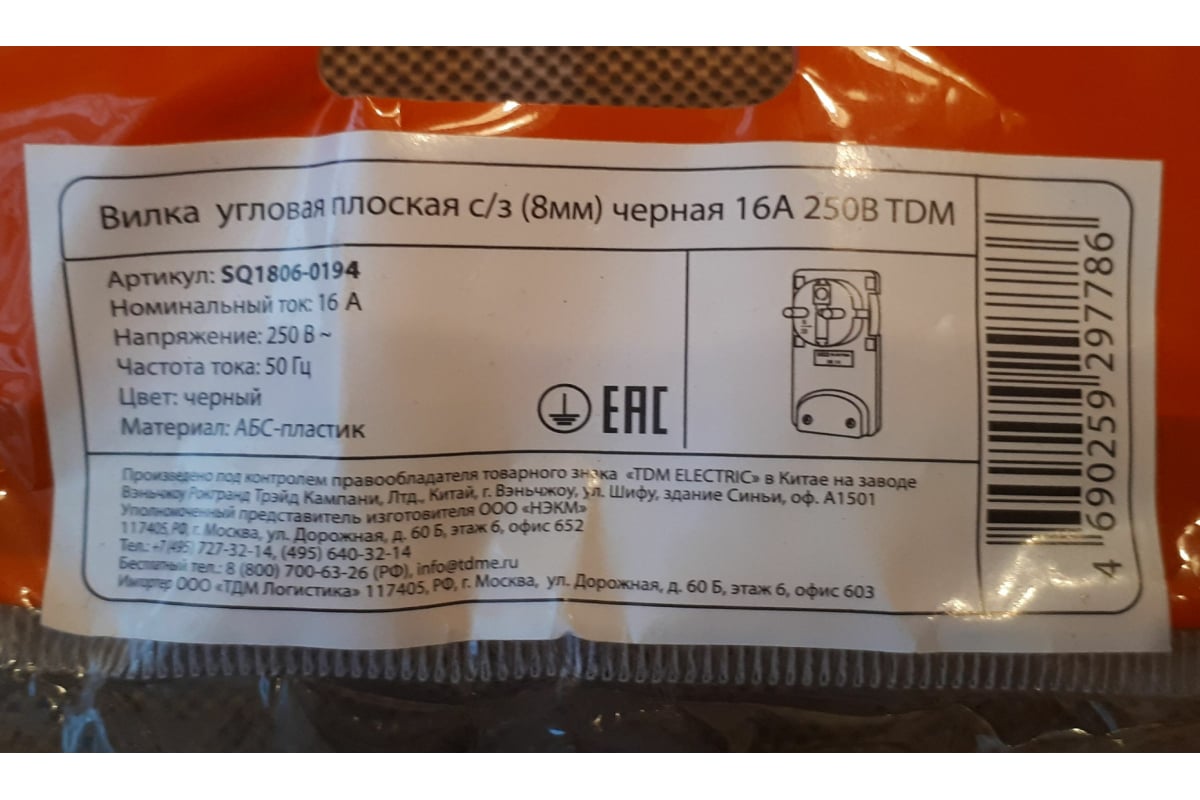 Вилка угловая плоская с/з (8мм) черная 16А 250В TDM
Артикул: SQ1806-0194
Номинальный ток: 16 А
Напряжение: 250 В ~
Частота тока: 50 Гц
Цвет: черный
Материал: АБС-пластик
EAC
Произведено под контролем правообладателя товарного знака «TDM ELECTRIC» в Китае на заводе
Вэньчжоу Рокгранд Трэйд Кампани, Лтд., Китай, г. Вэньчжоу, ул. Шифу, здание Синьи, оф. А1501
Уполномоченный представитель изготовителя ООО «НЭКМ»
117405, РФ, г. Москва, ул. Дорожная, д. 60 Б, этаж 6, офис 652
Тел.: +7 (495) 727-32-14, (495) 640-32-14
Бесплатный тел.: 8 (800) 700-63-26 (РФ), info@tdme.ru
Импортер ООО «ТДМ Логистика» 117405, РФ, г. Москва, ул. Дорожная, д. 60 Б, этаж 6, офис 603
4 690259 297786